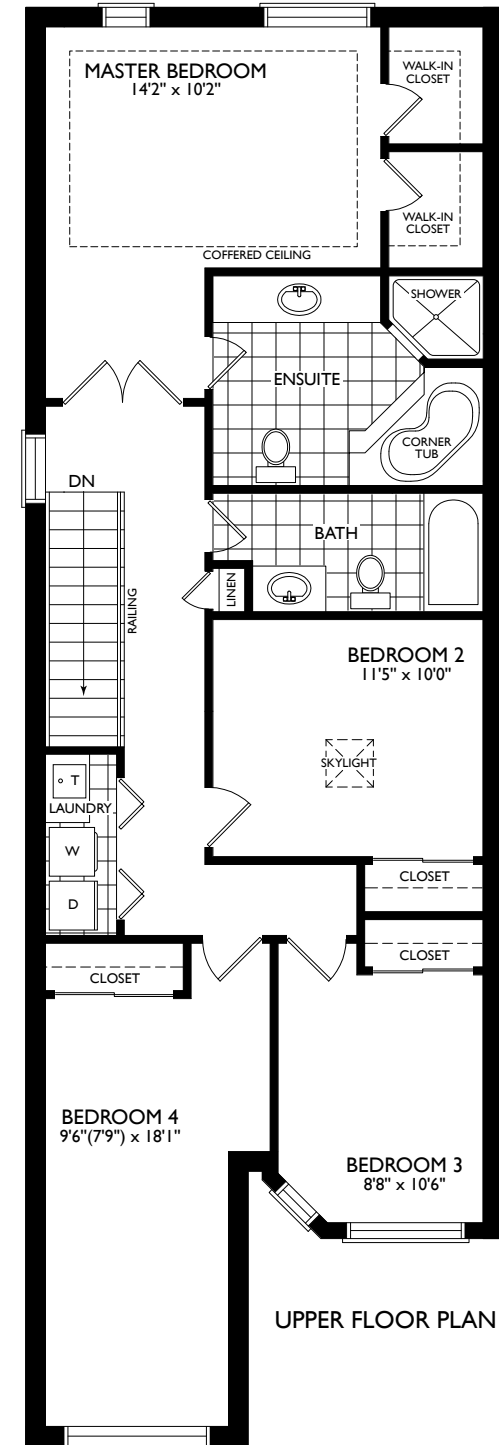 MASTER BEDROOM
14'2" x 10'2"
WALK-IN
CLOSET
WALK-IN
CLOSET
COFFERED CEILING
SHOWER
ENSUITE
CORNER
TUB
DN
BATH
LINEN
RAILING
BEDROOM 2
11'5" x 10'0"
SKYLIGHT
T
LAUNDRY
W
D
CLOSET
CLOSET
CLOSET
BEDROOM 4
9'6"(7'9") x 18'1"
BEDROOM 3
8'8" x 10'6"
UPPER FLOOR PLAN